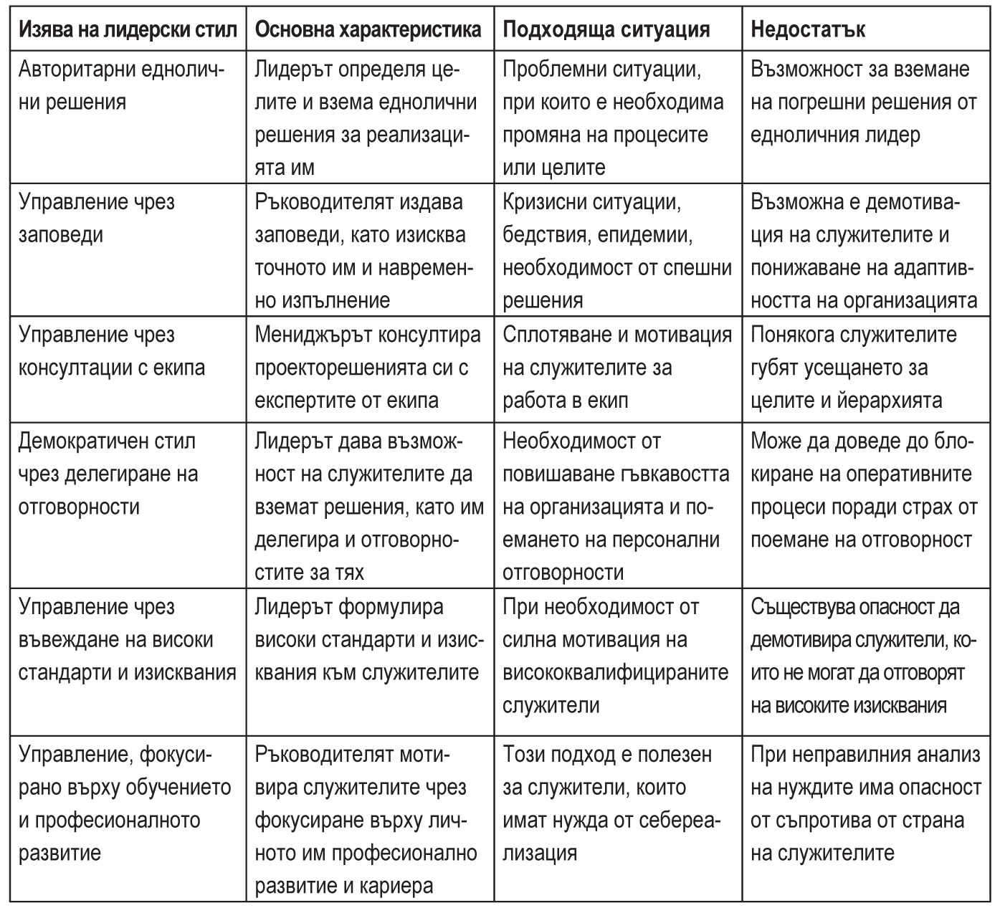 Изява на лидерски стил
Основна характеристика
Подходяща ситуация
Недостатък
Авторитарни еднолич-
ни решения
Лидерът определя це-
лите и взема еднолични
решения за реализаци-
ята им
Проблемни ситуации,
при които е необходима
промяна на процесите
или целите
Възможност за вземане
на погрешни решения от
едноличния лидер
Управление чрез
заповеди
Ръководителят издава
заповеди, като изисква
точното им и навремен-
но изпълнение
Кризисни ситуации,
бедствия, епидемии,
необходимост от спешни
решения
Възможна е демотива-
ция на служителите и
понижаване на адаптив-
ността на организацията
Управление чрез
консултации с екипа
Мениджърът консултира
проекторешенията си с
експертите от екипа
Сплотяване и мотивация
на служителите за
работа в екип
Понякога служителите
губят усещането за
целите и йерархията
Демократичен стил
чрез делегиране на
отговорности
Лидерът дава възмож-
ност на служителите да
вземат решения, като им
делегира и отговорно-
стите за тях
Необходимост от
повишаване гъвкавостта
на организацията и по-
емането на персонални
отговорности
Може да доведе до бло-
киране на оперативните
процеси поради страх от
поемане на отговорност
Управление чрез
въвеждане на високи
стандарти и изисквания
Лидерът формулира
високи стандарти и изис-
квания към служителите
При необходимост от
силна мотивация на
висококвалифицираните
служители
Съществува опасност да
демотивира служители, ко-
ито не могат да отговорят
на високите изисквания
Управление, фокуси-
рано върху обучението
и професионалното
развитие
Ръководителят моти-
вира служителите чрез
фокусиране върху лич-
ното им професионално
развитие и кариера
Този подход е полезен
за служители, които
имат нужда от себереа-
лизация
При неправилния анализ
на нуждите има опасност
от съпротива от страна
на служителите